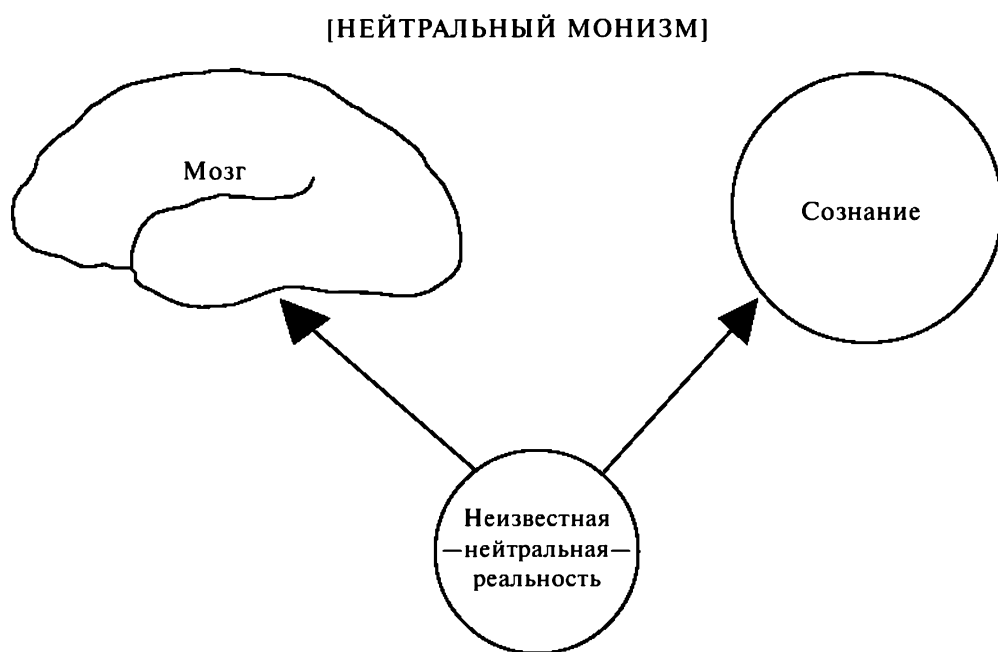 [НЕЙТРАЛЬНЫЙ МОНИЗМ]
Мозг
Сознание
Неизвестная
—нейтральная—
реальность